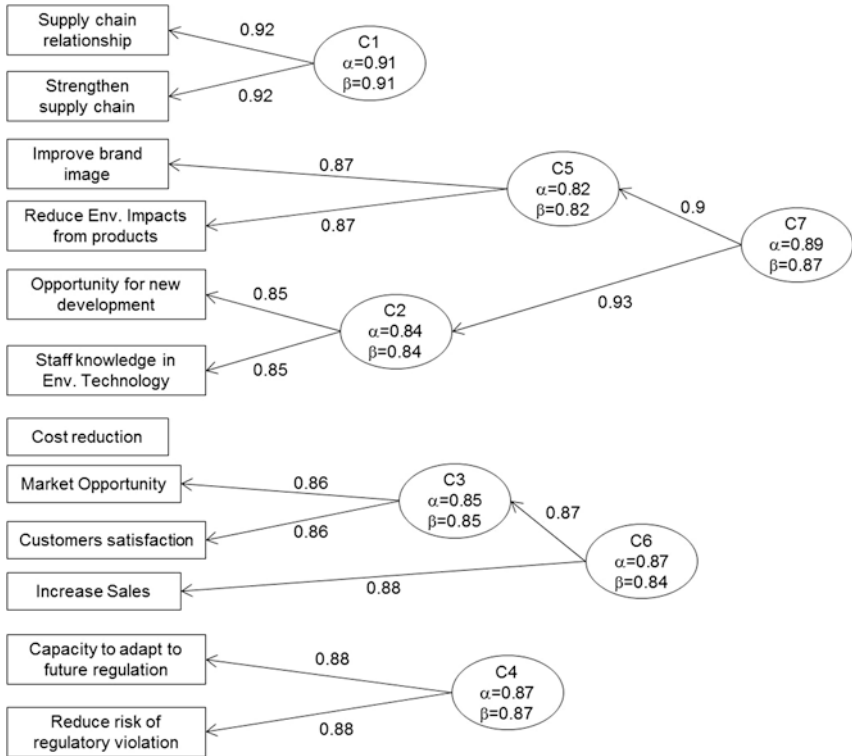 Supply chain
relationship
0.92
C1
α=0.91
β=0.91
Strengthen
supply chain
0.92
Improve brand
image
0.87
C5
α=0.82
β=0.82
Reduce Env. Impacts
from products
0.87
0.9
C7
α=0.89
β=0.87
Opportunity for new
development
0.85
C2
α=0.84
β=0.84
0.93
Staff knowledge in
Env. Technology
0.85
Cost reduction
Market Opportunity
0.86
C3
α=0.85
β=0.85
0.87
Customers satisfaction
0.86
C6
α=0.87
β=0.84
Increase Sales
0.88
Capacity to adapt to
future regulation
0.88
C4
α=0.87
β=0.87
Reduce risk of
regulatory violation
0.88